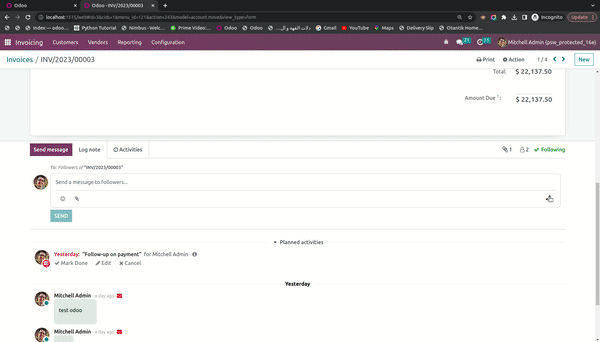 Odoo
Odoo - INV/2023/00003
localhost:1615/web#id=3&cids=1&menu_id=121&action=243&model=account.move&view_type=form
Incognito
Update
Index — odoo...
Python Tutorial
Nimbus - Welc...
Prime Video:...
Gmail
YouTube
Maps
Delivery Slip
Otantik Home...
Invoicing
Customers
Vendors
Reporting
Configuration
Mitchell Admin (psw_protected_16e)
Invoices / INV/2023/00003
Print
Action
1 / 4
New
Total:
$ 22,137.50
Amount Due ?:
$ 22,137.50
Send message
Log note
Activities
1
2
Following
To: Followers of "INV/2023/00003"
Send a message to followers...
SEND
Planned activities
Yesterday: "Follow-up on payment" for Mitchell Admin
Mark Done
Edit
Cancel
Yesterday
Mitchell Admin - a day ago
test odoo
Mitchell Admin - a day ago